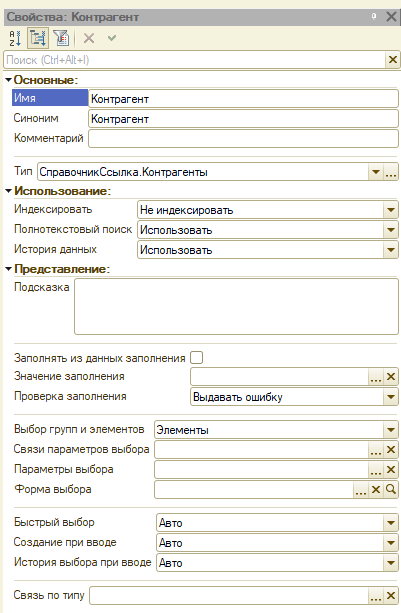 Свойства: Контрагент
Поиск (Ctrl+Alt+I)
Основные:
Имя Контрагент
Синоним Контрагент
Комментарий
Тип СправочникСсылка.Контрагенты ...
Использование:
Индексировать Не индексировать
Полнотекстовый поиск Использовать
История данных Использовать
Представление:
Подсказка
Заполнять из данных заполнения
Значение заполнения ...
Проверка заполнения Выдавать ошибку
Выбор групп и элементов Элементы
Связи параметров выбора ...
Параметры выбора ...
Форма выбора ...
Быстрый выбор Авто
Создание при вводе Авто
История выбора при вводе Авто
Связь по типу ...